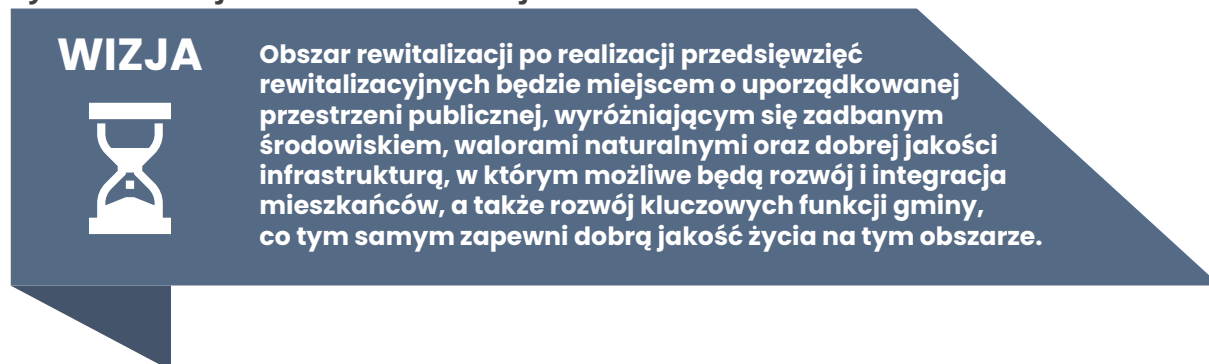 WIZJA
Obszar rewitalizacji po realizacji przedsięwzięć
rewitalizacyjnych będzie miejscem o uporządkowanej
przestrzeni publicznej, wyróżniającym się zadbanym
środowiskiem, walorami naturalnymi oraz dobrej jakości
infrastrukturą, w którym możliwe będą rozwój i integracja
mieszkańców, a także rozwój kluczowych funkcji gminy,
co tym samym zapewni dobrą jakość życia na tym obszarze.